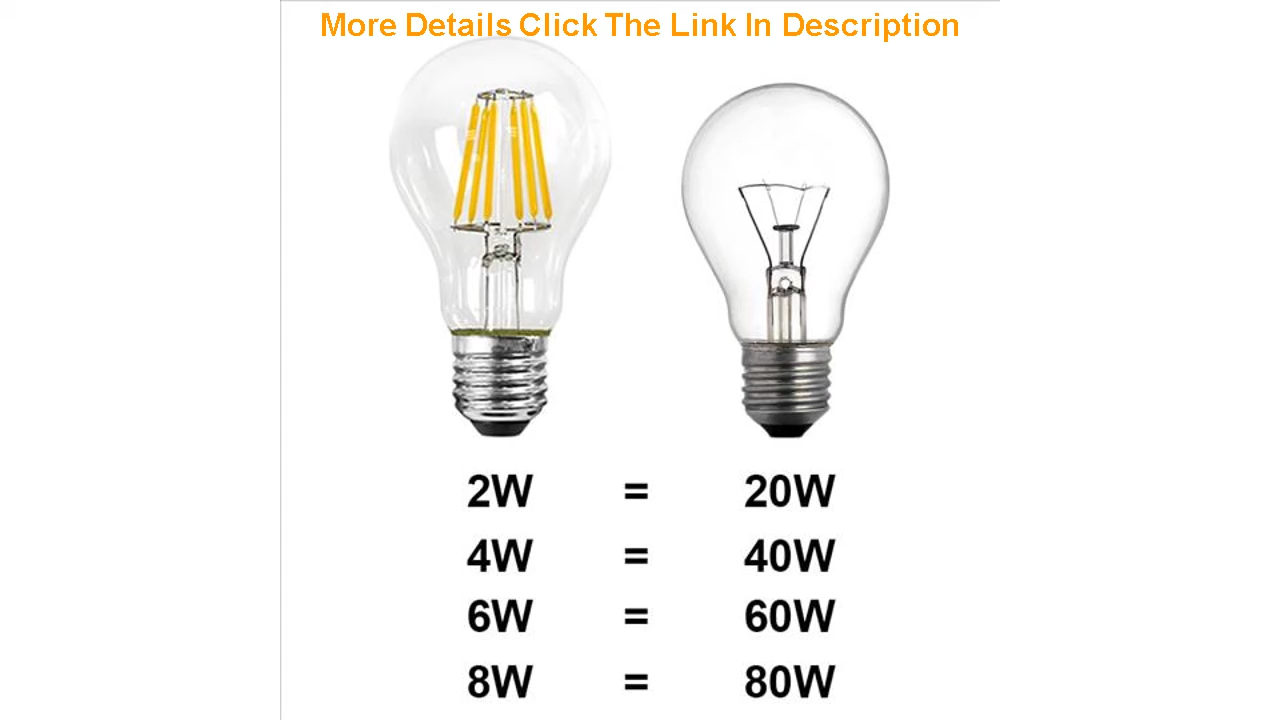 More Details Click The Link In Description
2W = 20W
4W = 40W
6W = 60W
8W = 80W